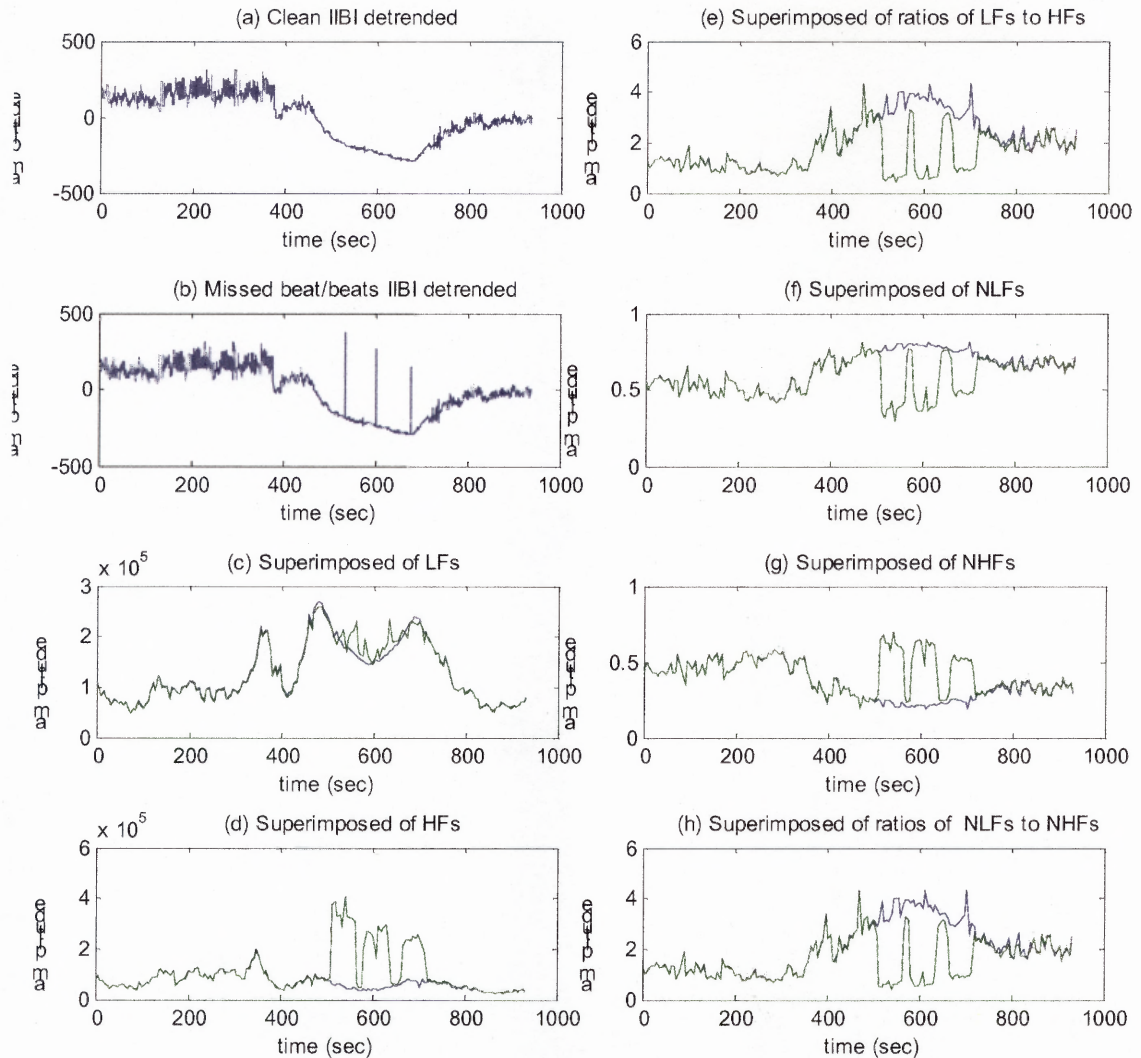 (a) Clean IIBI detrended
500
0
-500
0 200 400 600 800 1000
time (sec)
(b) Missed beat/beats IIBI detrended
500
0
-500
0 200 400 600 800 1000
time (sec)
x 10^5
(c) Superimposed of LFs
3
2
1
0
0 200 400 600 800 1000
time (sec)
x 10^5
(d) Superimposed of HFs
6
4
2
0
0 200 400 600 800 1000
time (sec)
(e) Superimposed of ratios of LFs to HFs
6
4
2
0
0 200 400 600 800 1000
time (sec)
(f) Superimposed of NLFs
1
0.5
0
0 200 400 600 800 1000
time (sec)
(g) Superimposed of NHFs
1
0.5
0
0 200 400 600 800 1000
time (sec)
(h) Superimposed of ratios of NLFs to NHFs
6
4
2
0
0 200 400 600 800 1000
time (sec)